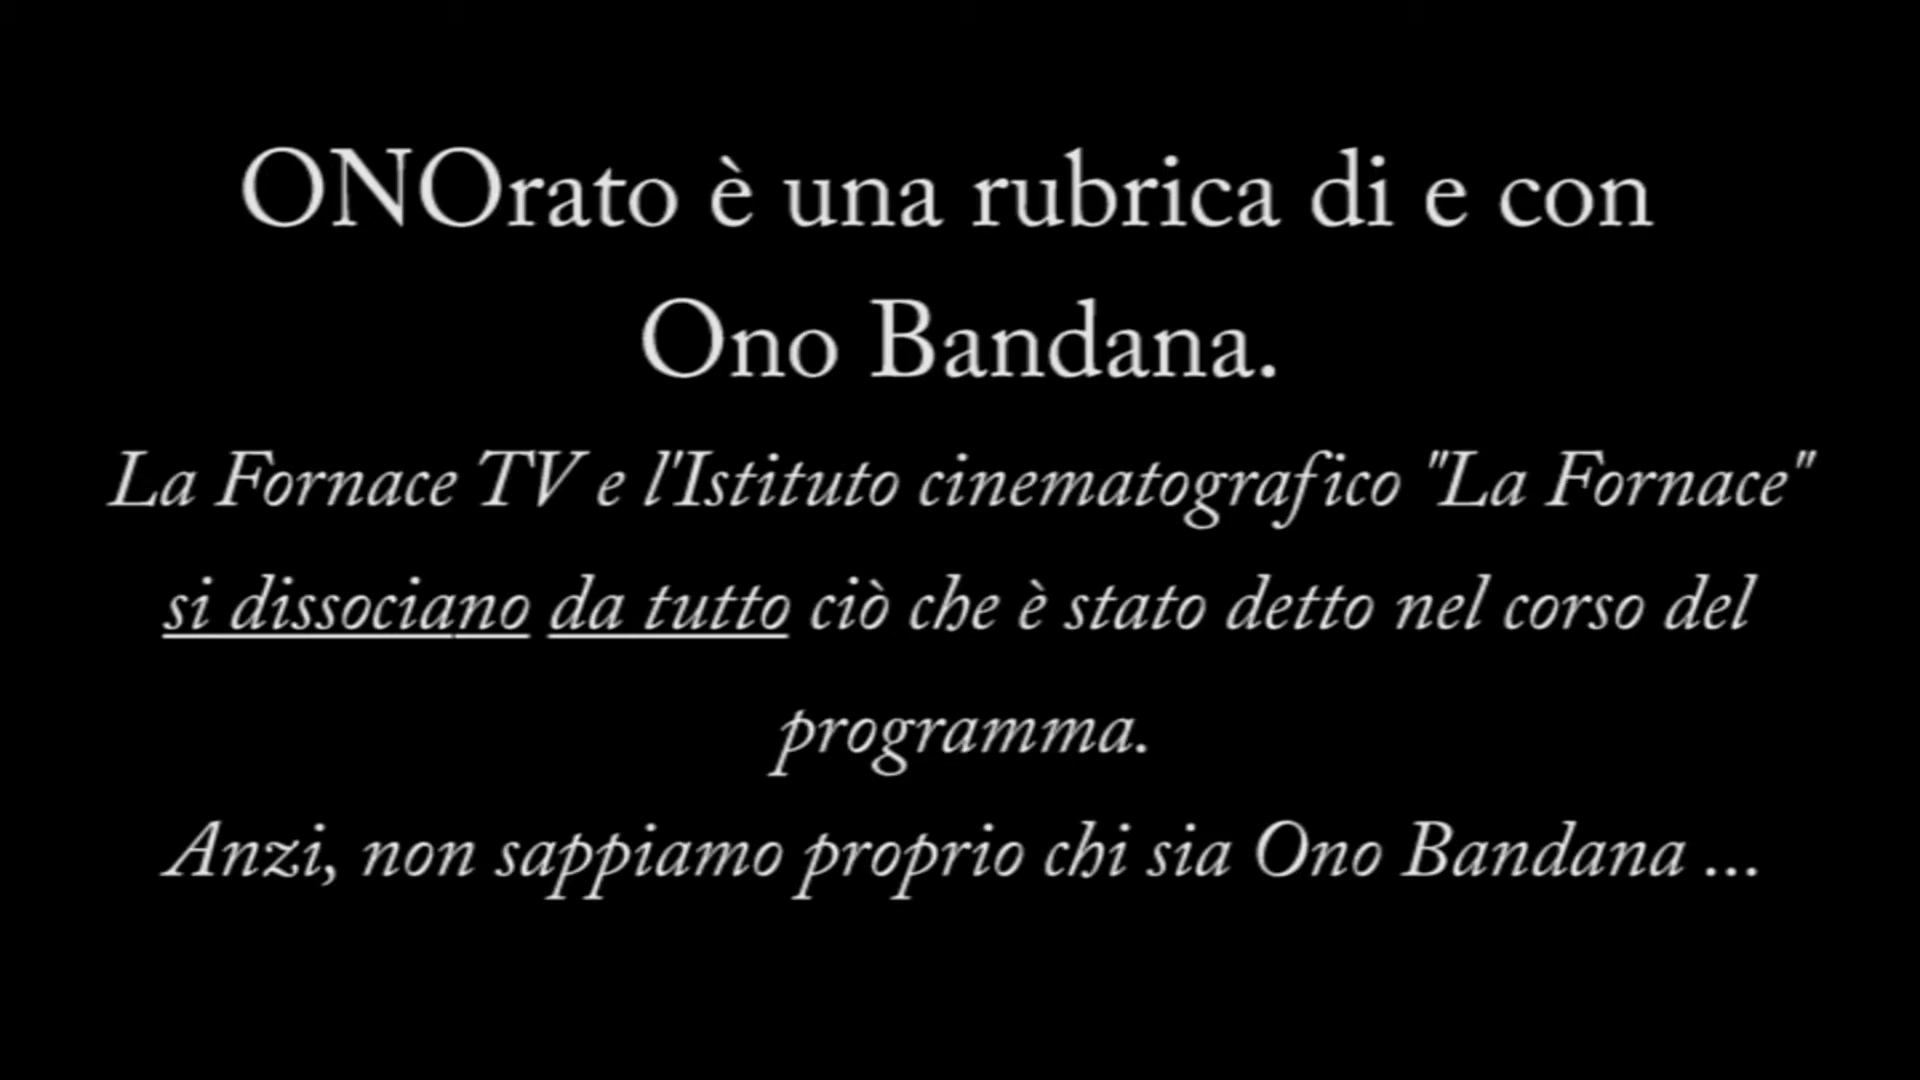 ONOrato è una rubrica di e con
Ono Bandana.
La Fornace TV e l'Istituto cinematografico "La Fornace"
si dissociano da tutto ciò che è stato detto nel corso del
programma.
Anzi, non sappiamo proprio chi sia Ono Bandana ...